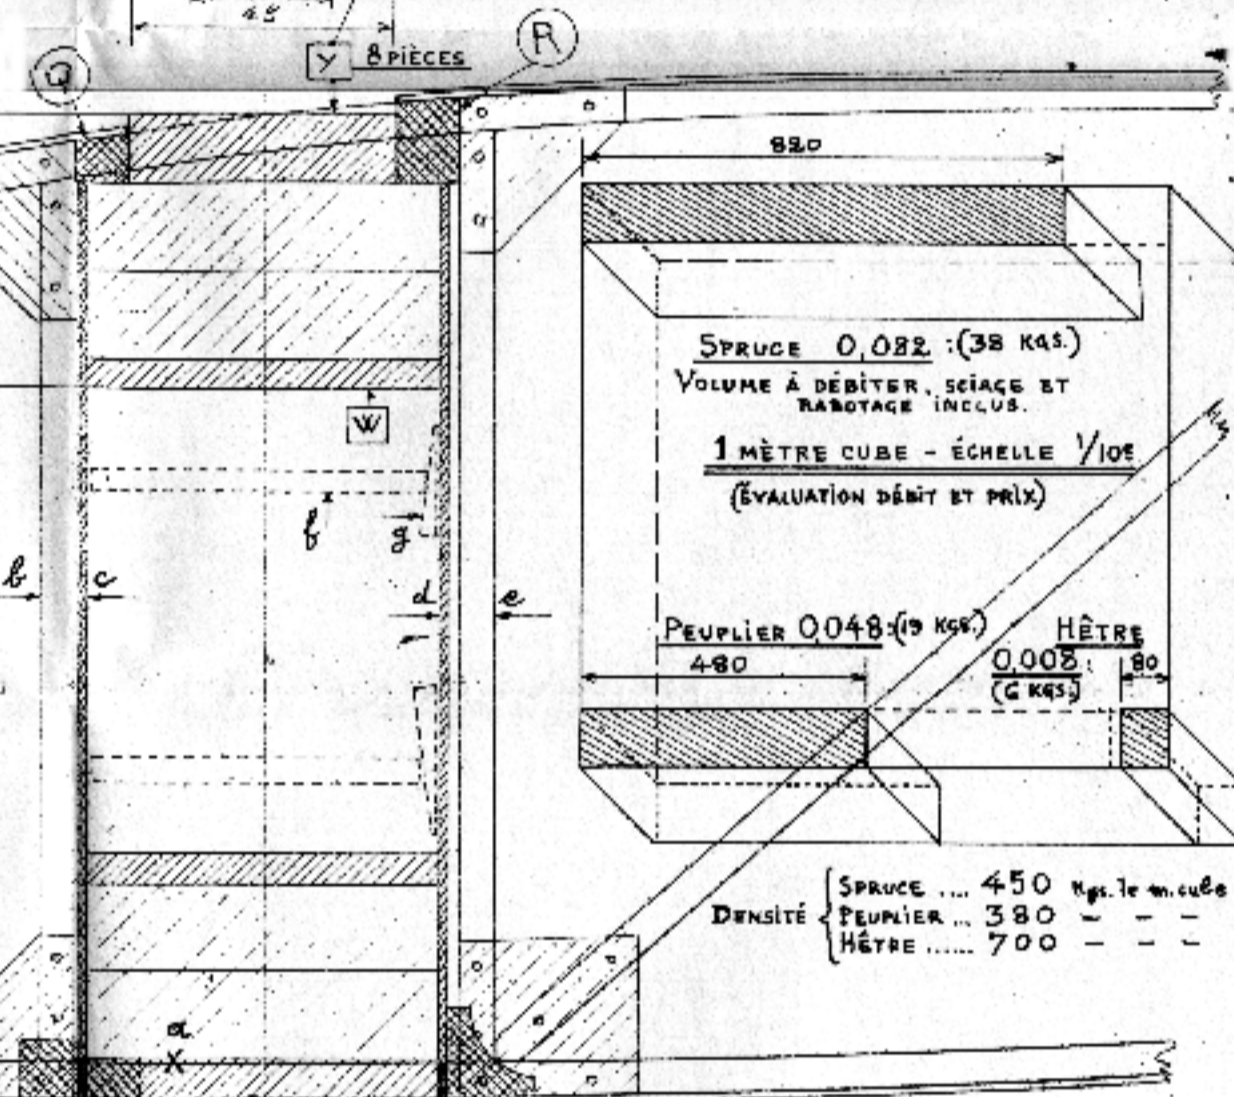 45
Y 8 PIÈCES
R
Q
820
SPRUCE 0,082 :(38 KGS.)
VOLUME À DÉBITER, SCIAGE ET
RABOTAGE INCLUS.
W
1 MÈTRE CUBE - ÉCHELLE 1/10E
(ÉVALUATION DÉBIT ET PRIX)
f
g
b
c
d
e
PEUPLIER 0,048:(19 KGS.)
HÊTRE
480
0,008:
80
(6 KGS.)
DENSITÉ
SPRUCE .... 450 Kgs. le m. cube
PEUPLIER ... 380 - - -
HÊTRE ...... 700 - - -
a
X